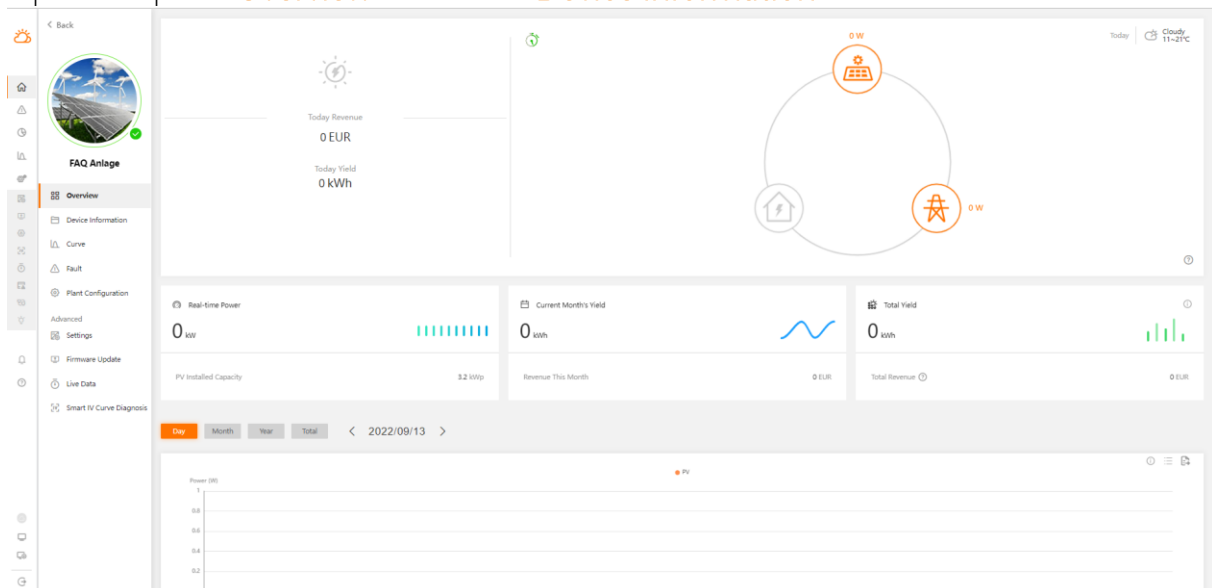 Back
FAQ Anlage
Overview
Device Information
Curve
Fault
Plant Configuration
Advanced
Settings
Firmware Update
Live Data
Smart IV Curve Diagnosis
Today Revenue
0 EUR
Today Yield
0 kWh
0 W
0 W
Today
Cloudy
11~21°C
Real-time Power
0 kW
PV Installed Capacity 3.2 kWp
Current Month's Yield
0 kWh
Revenue This Month 0 EUR
Total Yield
0 kWh
Total Revenue 0 EUR
Day Month Year Total 2022/09/13
PV
Power (W)
1
0.8
0.6
0.4
0.2